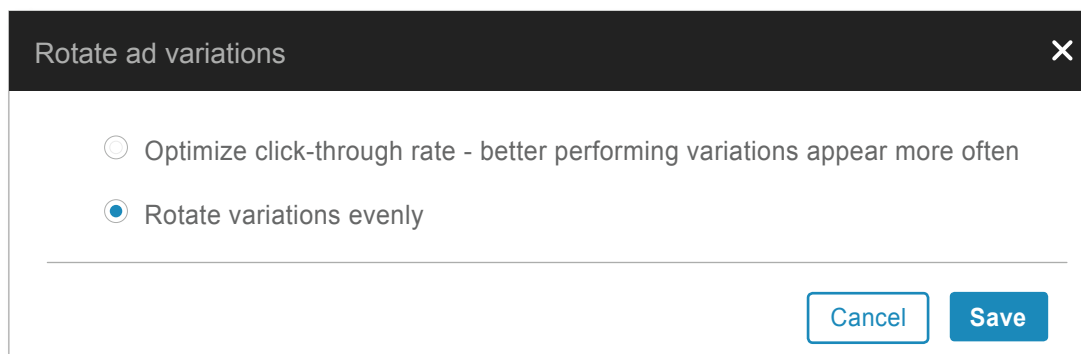 Rotate ad variations
Optimize click-through rate - better performing variations appear more often
Rotate variations evenly
Cancel
Save